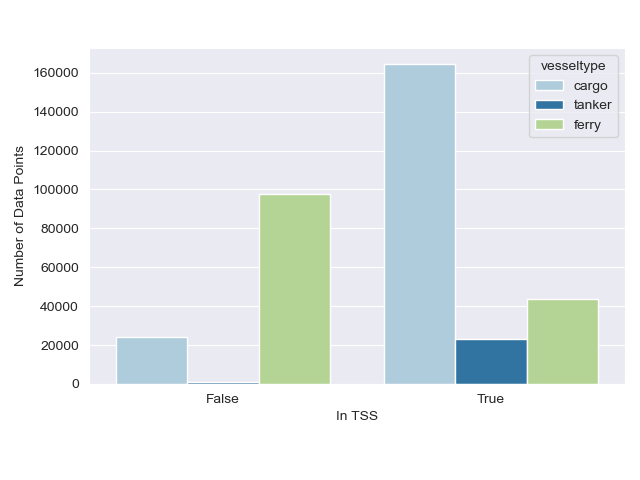 vesseltype
cargo
tanker
ferry
Number of Data Points
160000
140000
120000
100000
80000
60000
40000
20000
0
False
True
In TSS